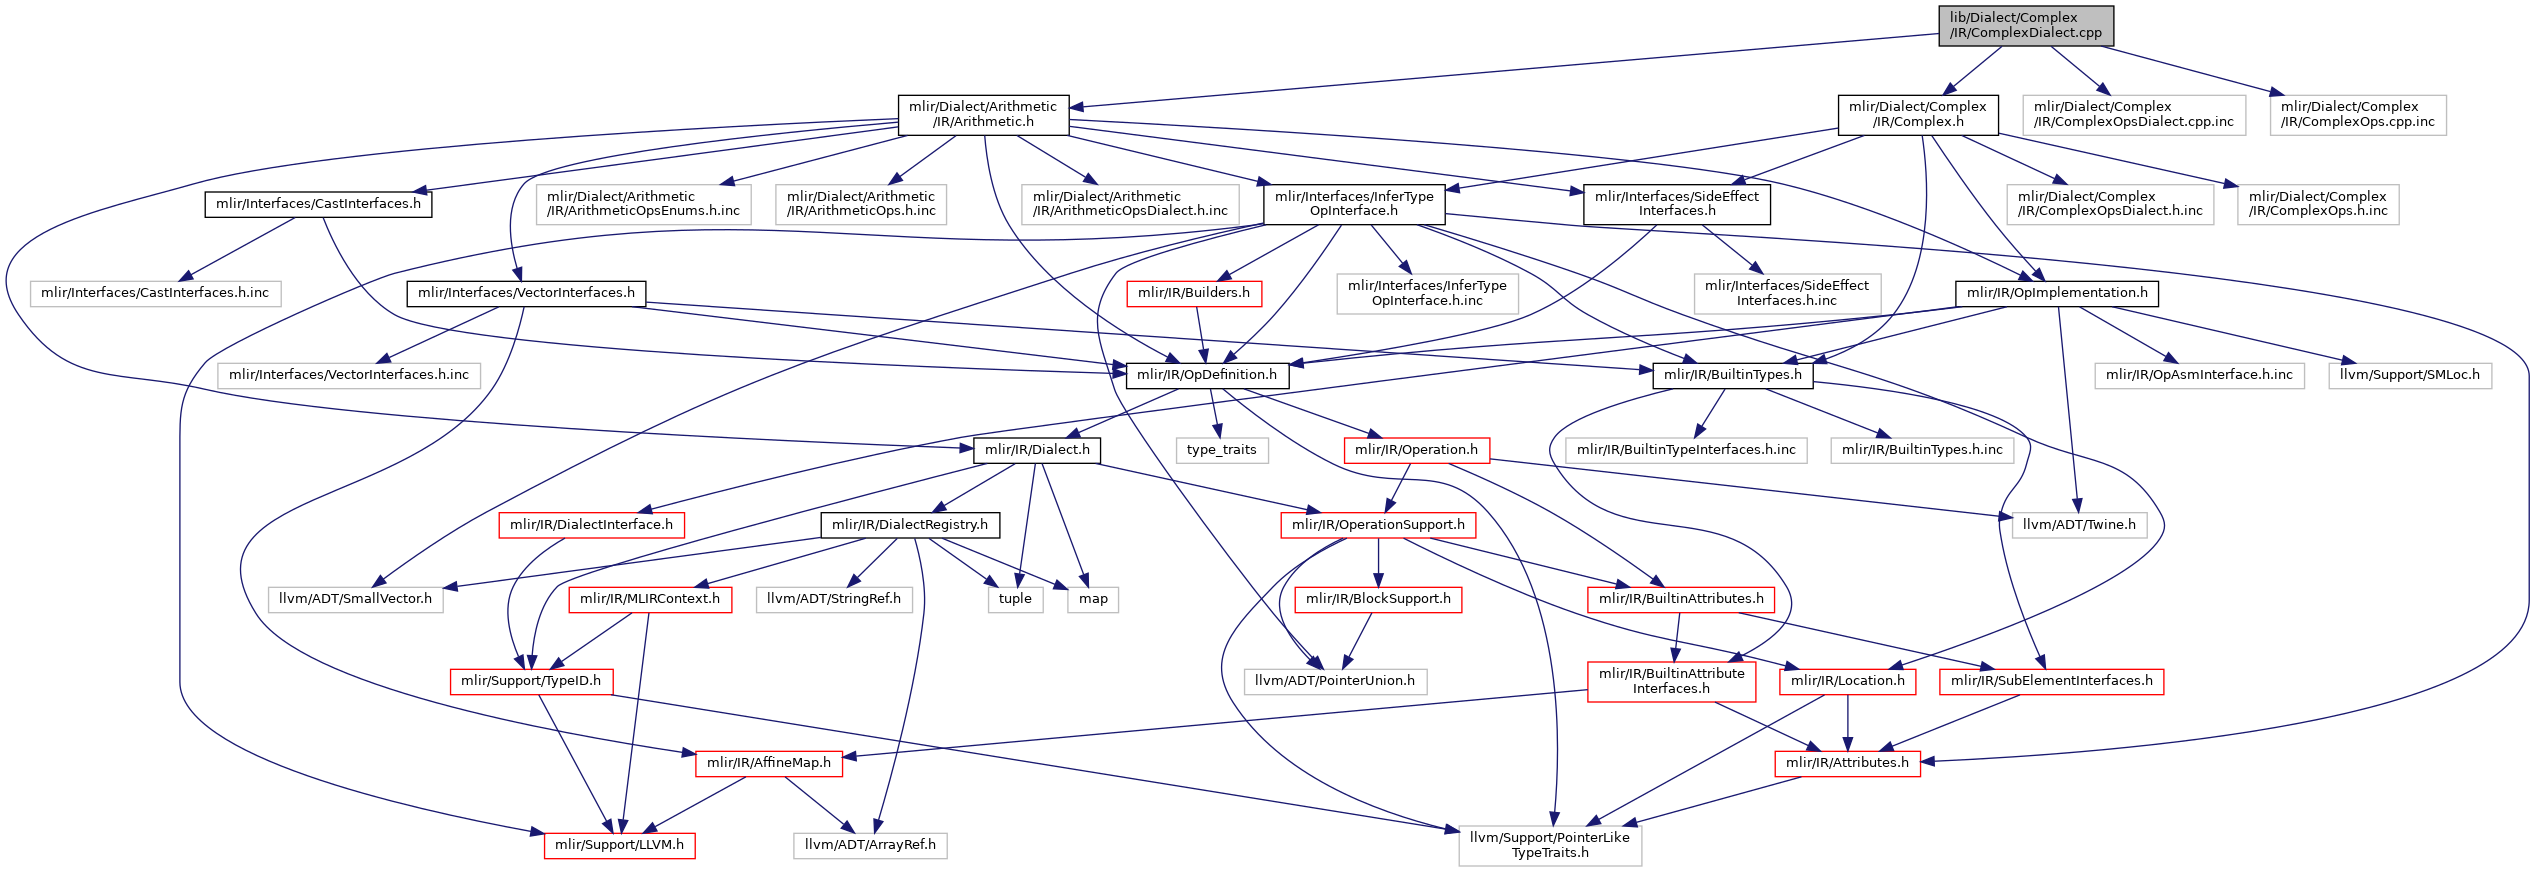 lib/Dialect/Complex
/IR/ComplexDialect.cpp
mlir/Dialect/Arithmetic
/IR/Arithmetic.h
mlir/Dialect/Complex
/IR/Complex.h
mlir/Dialect/Complex
/IR/ComplexOpsDialect.cpp.inc
mlir/Dialect/Complex
/IR/ComplexOps.cpp.inc
mlir/Interfaces/CastInterfaces.h
mlir/Dialect/Arithmetic
/IR/ArithmeticOpsEnums.h.inc
mlir/Dialect/Arithmetic
/IR/ArithmeticOps.h.inc
mlir/Dialect/Arithmetic
/IR/ArithmeticOpsDialect.h.inc
mlir/Interfaces/InferType
OpInterface.h
mlir/Interfaces/SideEffect
Interfaces.h
mlir/Dialect/Complex
/IR/ComplexOpsDialect.h.inc
mlir/Dialect/Complex
/IR/ComplexOps.h.inc
mlir/Interfaces/CastInterfaces.h.inc
mlir/Interfaces/VectorInterfaces.h
mlir/IR/Builders.h
mlir/Interfaces/InferType
OpInterface.h.inc
mlir/Interfaces/SideEffect
Interfaces.h.inc
mlir/IR/OpImplementation.h
mlir/Interfaces/VectorInterfaces.h.inc
mlir/IR/OpDefinition.h
mlir/IR/BuiltinTypes.h
mlir/IR/OpAsmInterface.h.inc
llvm/Support/SMLoc.h
mlir/IR/Dialect.h
type_traits
mlir/IR/Operation.h
mlir/IR/BuiltinTypeInterfaces.h.inc
mlir/IR/BuiltinTypes.h.inc
mlir/IR/DialectInterface.h
mlir/IR/DialectRegistry.h
mlir/IR/OperationSupport.h
llvm/ADT/Twine.h
llvm/ADT/SmallVector.h
mlir/IR/MLIRContext.h
llvm/ADT/StringRef.h
tuple
map
mlir/IR/BlockSupport.h
mlir/IR/BuiltinAttributes.h
mlir/Support/TypeID.h
llvm/ADT/PointerUnion.h
mlir/IR/BuiltinAttribute
Interfaces.h
mlir/IR/Location.h
mlir/IR/SubElementInterfaces.h
mlir/IR/AffineMap.h
mlir/IR/Attributes.h
mlir/Support/LLVM.h
llvm/ADT/ArrayRef.h
llvm/Support/PointerLike
TypeTraits.h